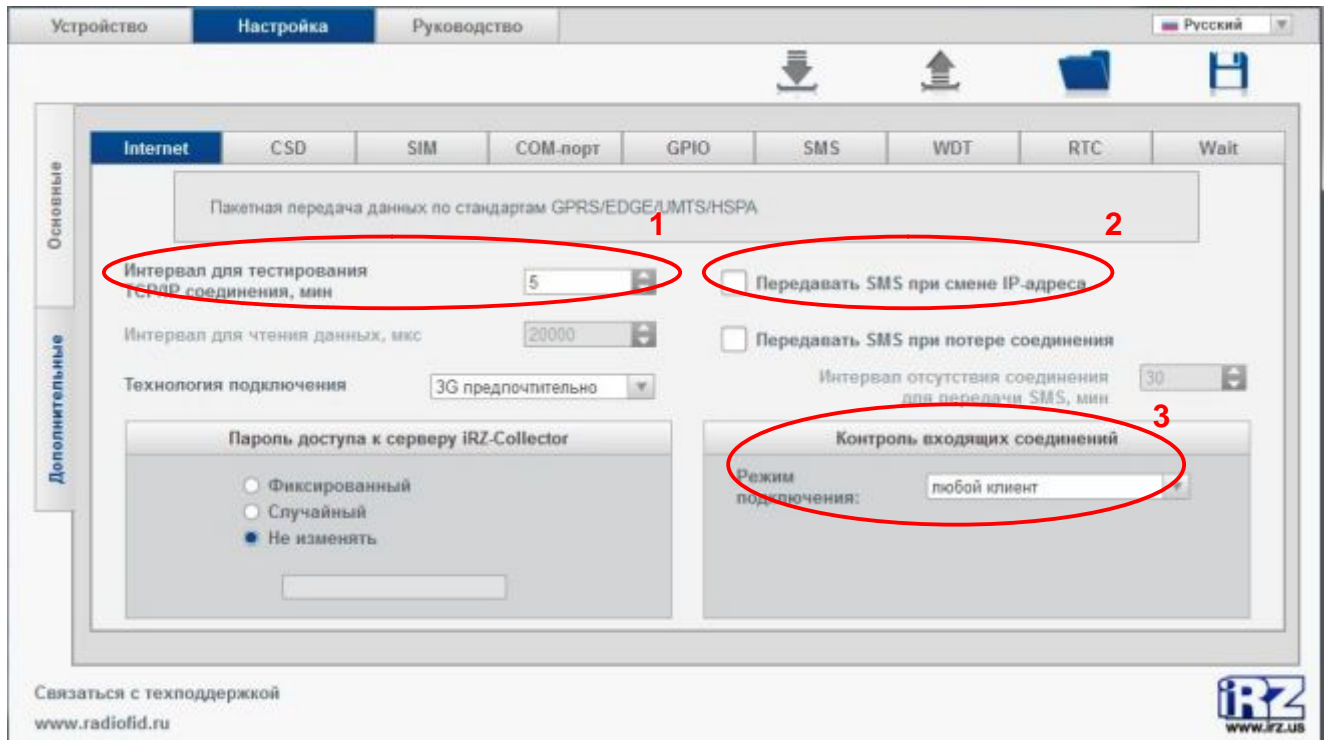 Устройство
Настройка
Руководство
Русский
Основные
Дополнительные
Internet
CSD
SIM
COM-порт
GPIO
SMS
WDT
RTC
Wait
Пакетная передача данных по стандартам GPRS/EDGE/UMTS/HSPA
1
2
Интервал для тестирования
TCP/IP соединения, мин
5
Передавать SMS при смене IP-адреса
Интервал для чтения данных, мкс
20000
Передавать SMS при потере соединения
Технология подключения
3G предпочтительно
Интервал отсутствия соединения
для передачи SMS, мин
30
3
Пароль доступа к серверу iRZ-Collector
Фиксированный
Случайный
Не изменять
Контроль входящих соединений
Режим
подключения:
любой клиент
Связаться с техподдержкой
www.radiofid.ru
iRZ
www.irz.us